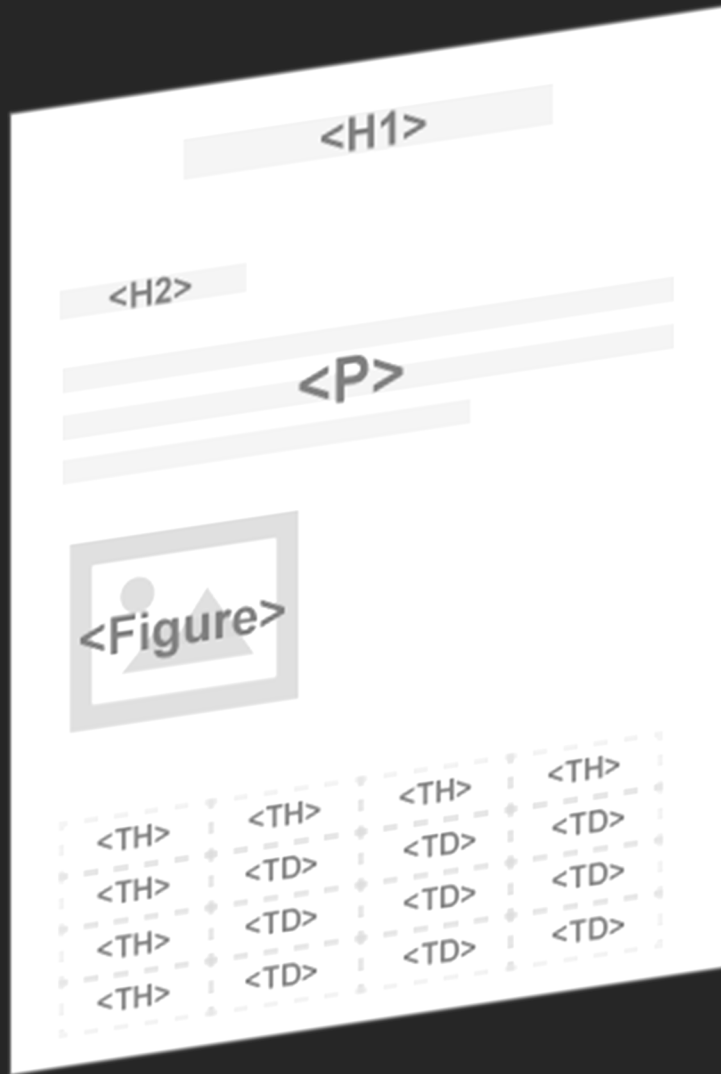 <H1>
<H2>
<P>
<Figure>
<TH> <TH> <TH> <TH>
<TH> <TD> <TD> <TD>
<TH> <TD> <TD> <TD>
<TH> <TD> <TD> <TD>